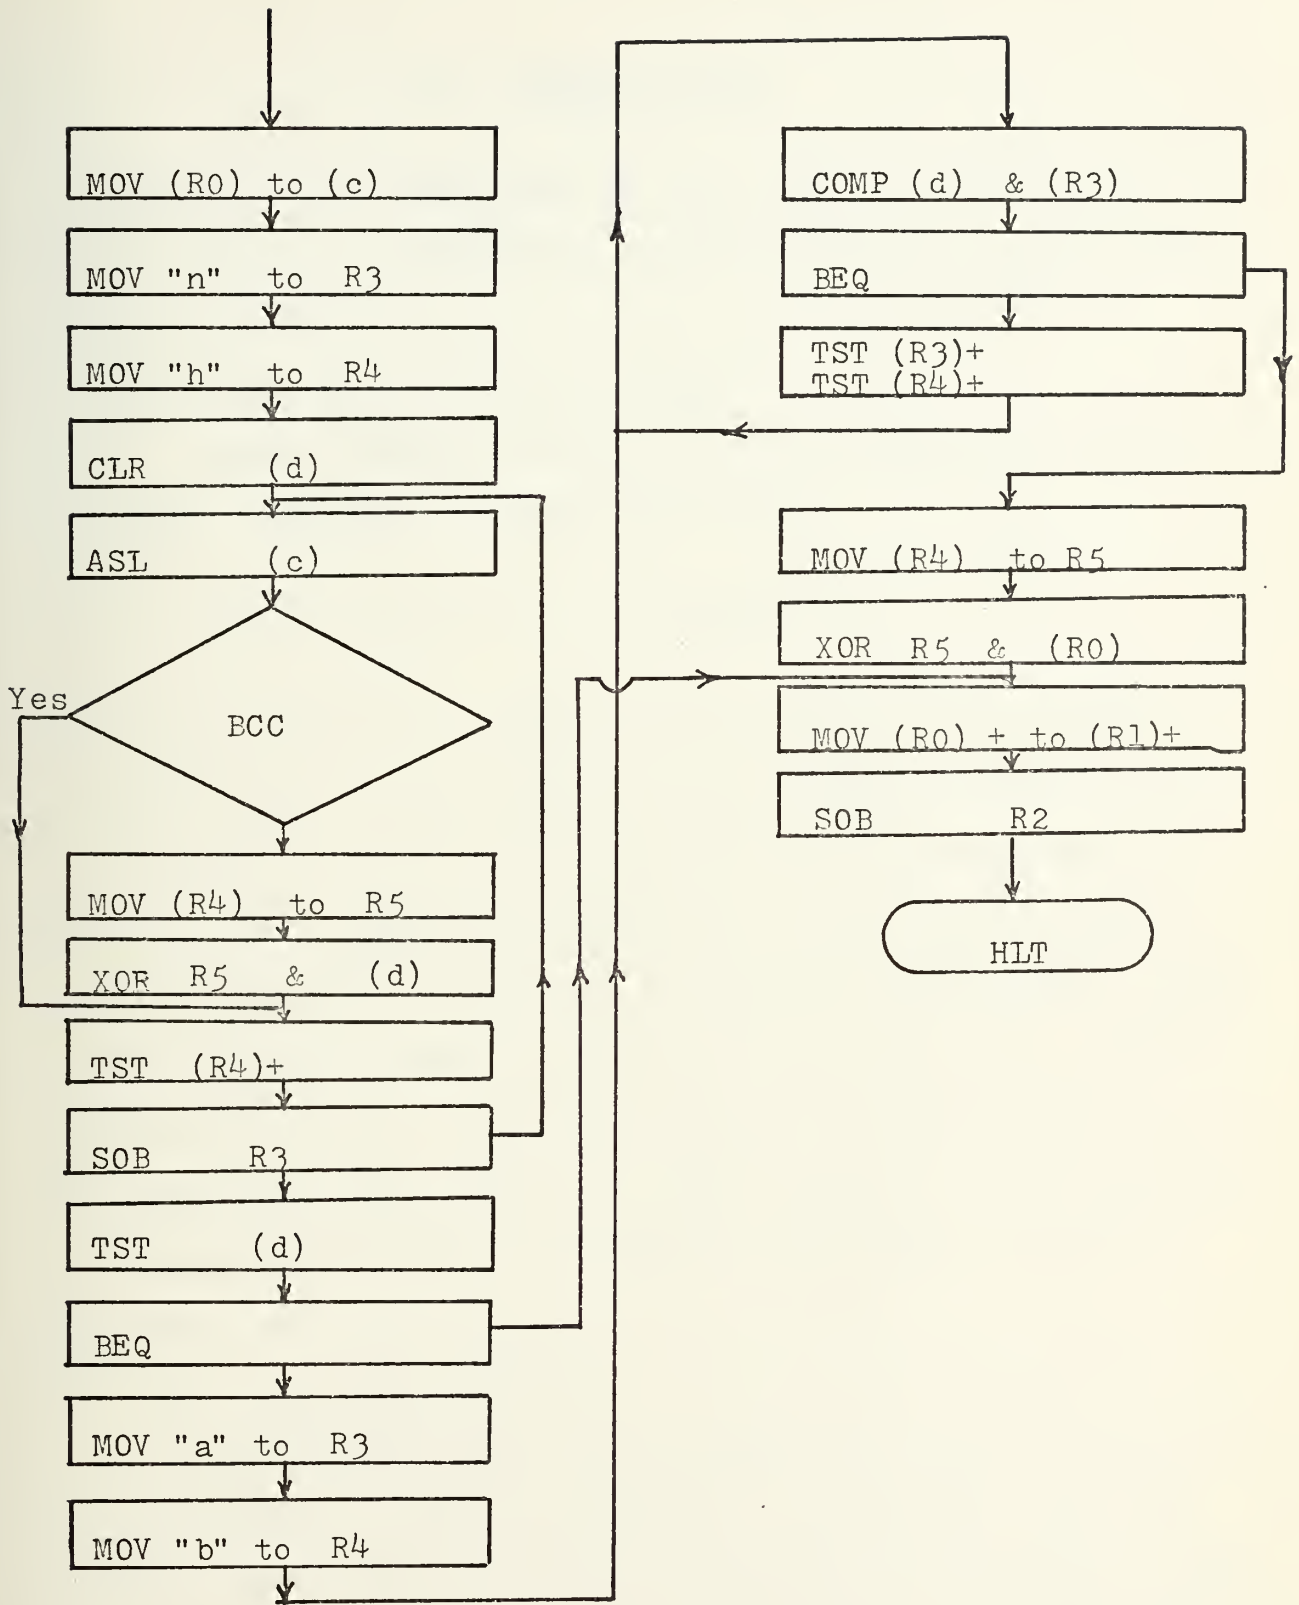 MOV (R0) to (c)
MOV "n" to R3
MOV "h" to R4
CLR (d)
ASL (c)
Yes
BCC
MOV (R4) to R5
XOR R5 & (d)
TST (R4)+
SOB R3
TST (d)
BEQ
MOV "a" to R3
MOV "b" to R4
COMP (d) & (R3)
BEQ
TST (R3)+
TST (R4)+
MOV (R4) to R5
XOR R5 & (R0)
MOV (R0) + to (R1)+
SOB R2
HLT